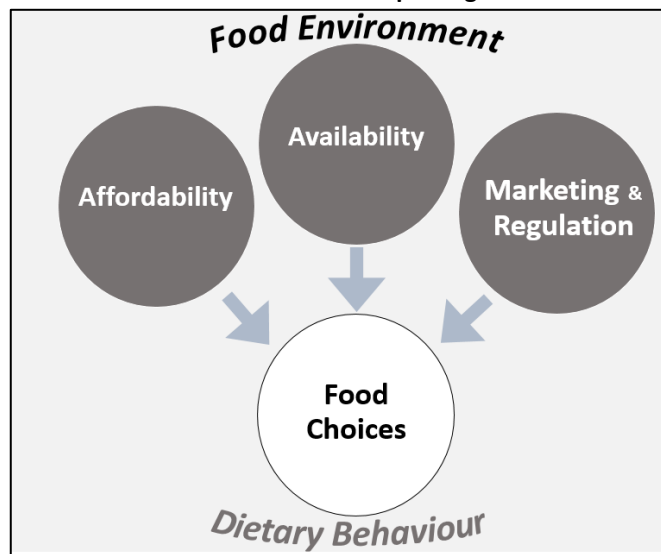 Food Environment
Availability
Affordability
Marketing &
Regulation
Food
Choices
Dietary Behaviour